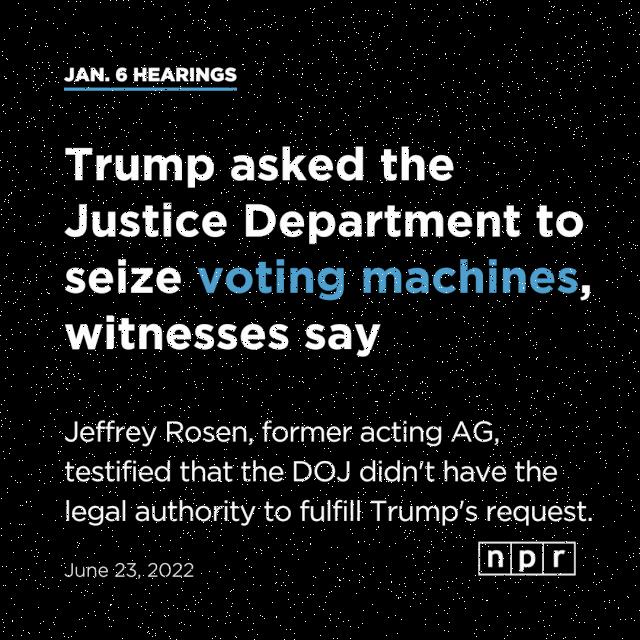 JAN. 6 HEARINGS
Trump asked the
Justice Department to
seize voting machines,
witnesses say
Jeffrey Rosen, former acting AG,
testified that the DOJ didn't have the
legal authority to fulfill Trump's request.
June 23, 2022
npr